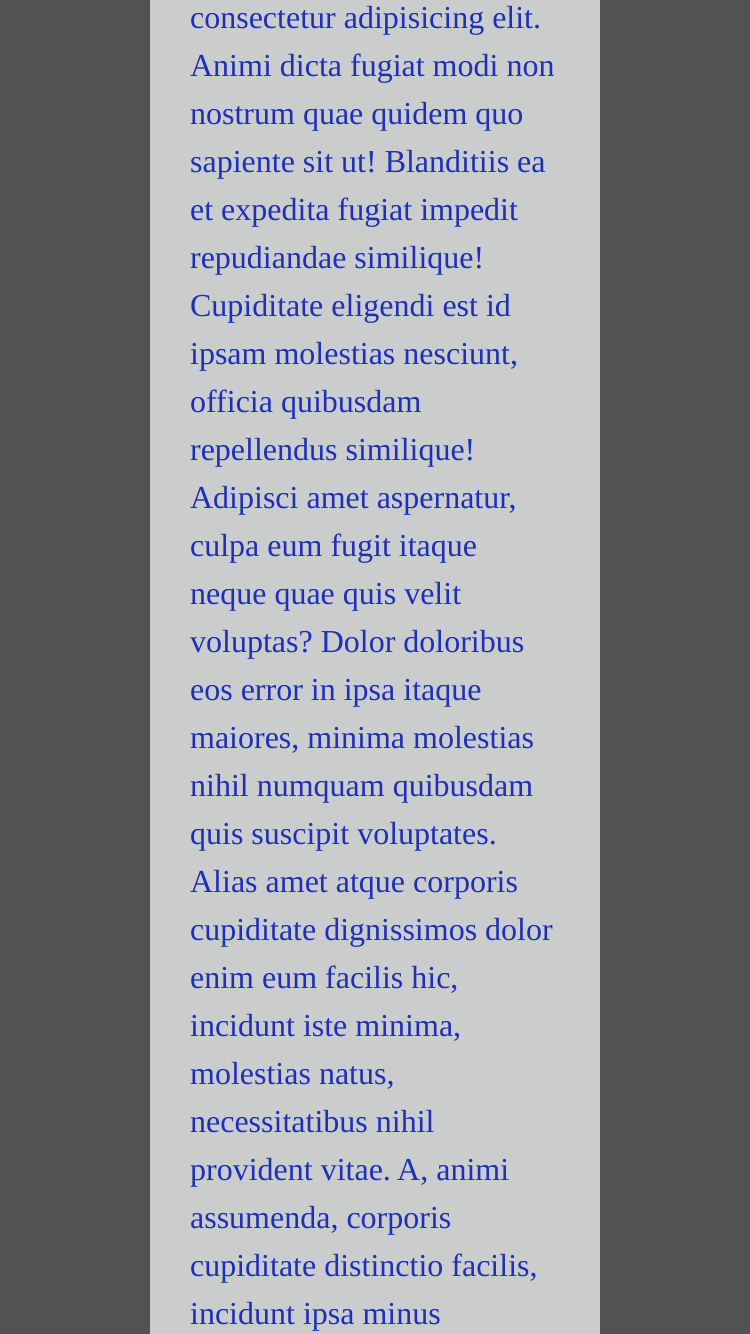 consectetur adipisicing elit.
Animi dicta fugiat modi non
nostrum quae quidem quo
sapiente sit ut! Blanditiis ea
et expedita fugiat impedit
repudiandae similique!
Cupiditate eligendi est id
ipsam molestias nesciunt,
officia quibusdam
repellendus similique!
Adipisci amet aspernatur,
culpa eum fugit itaque
neque quae quis velit
voluptas? Dolor doloribus
eos error in ipsa itaque
maiores, minima molestias
nihil numquam quibusdam
quis suscipit voluptates.
Alias amet atque corporis
cupiditate dignissimos dolor
enim eum facilis hic,
incidunt iste minima,
molestias natus,
necessitatibus nihil
provident vitae. A, animi
assumenda, corporis
cupiditate distinctio facilis,
incidunt ipsa minus